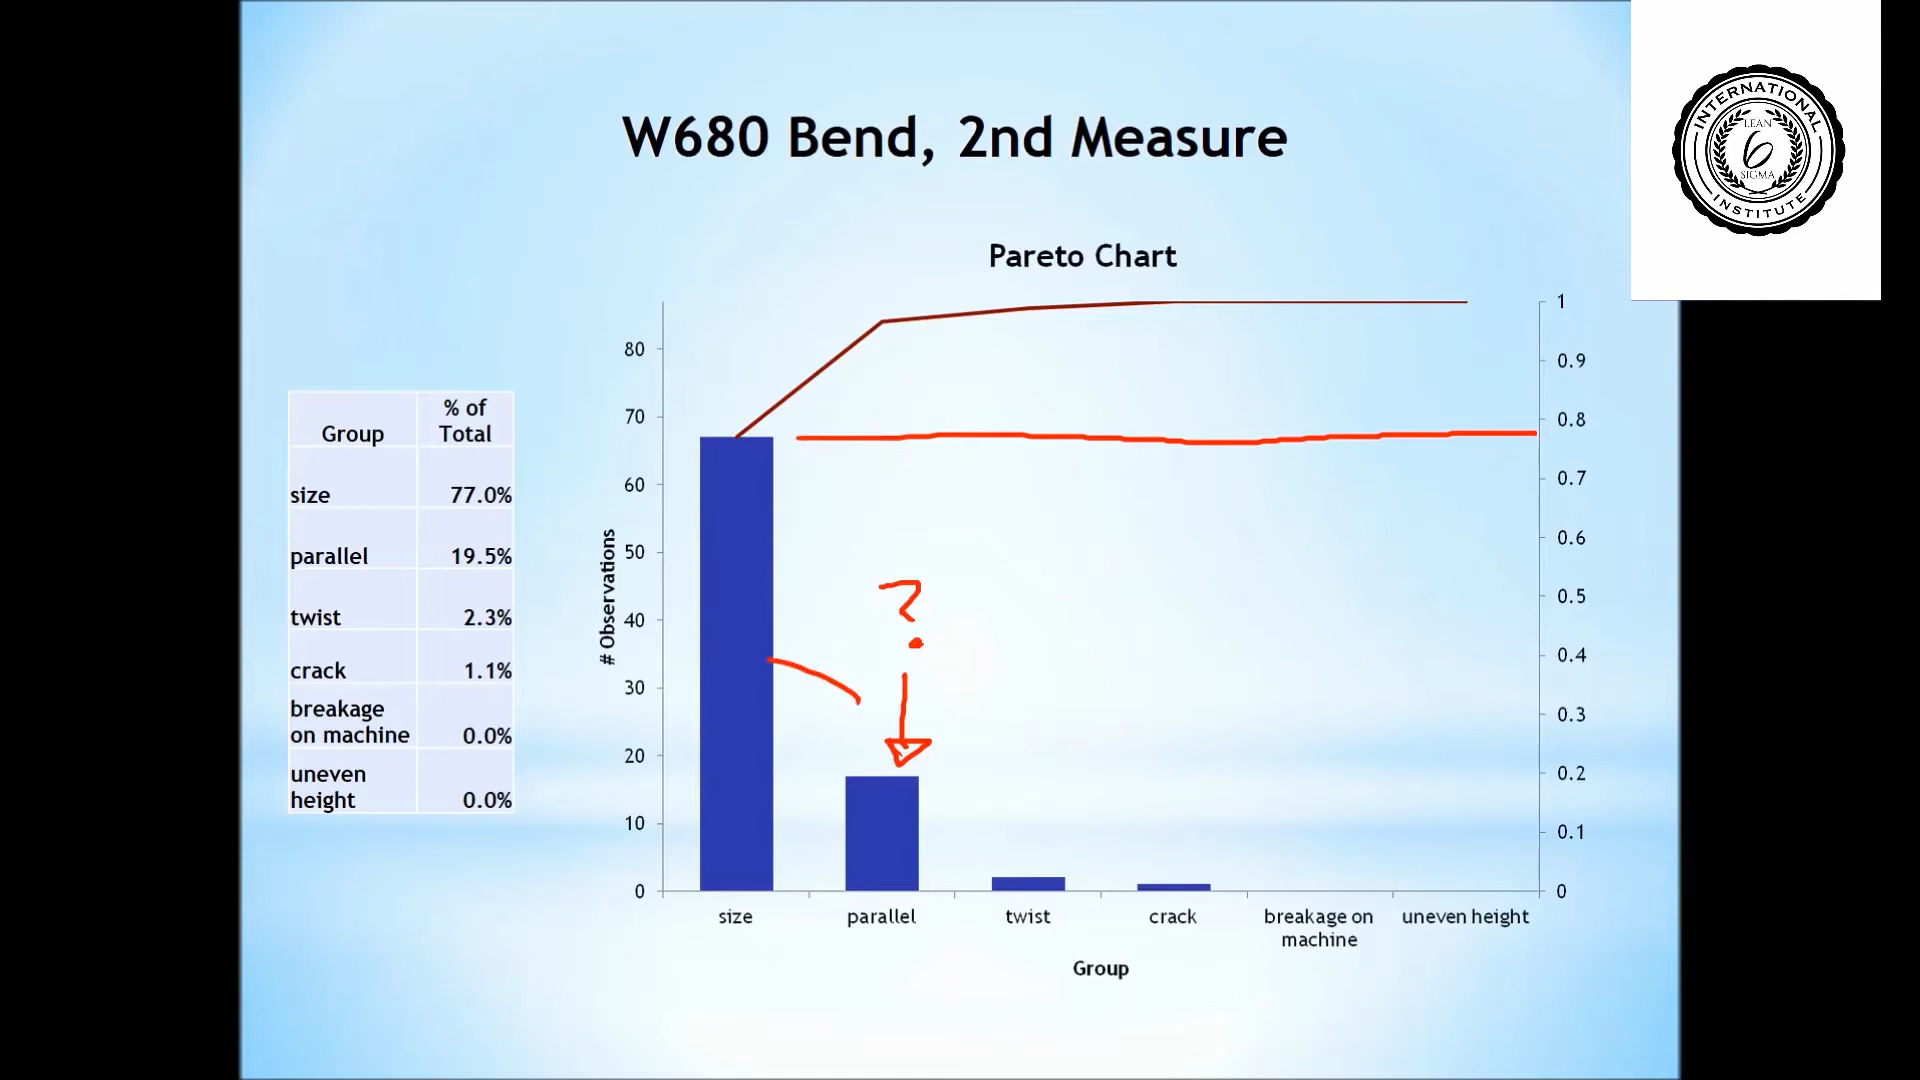 W680 Bend, 2nd Measure
INTERNATIONAL
LEAN
6
SIGMA
INSTITUTE
Pareto Chart
Group % of Total
size 77.0%
parallel 19.5%
twist 2.3%
crack 1.1%
breakage on machine 0.0%
uneven height 0.0%
# Observations
80
70
60
50
40
30
20
10
0
1
0.9
0.8
0.7
0.6
0.5
0.4
0.3
0.2
0.1
0
?
size parallel twist crack breakage on machine uneven height
Group